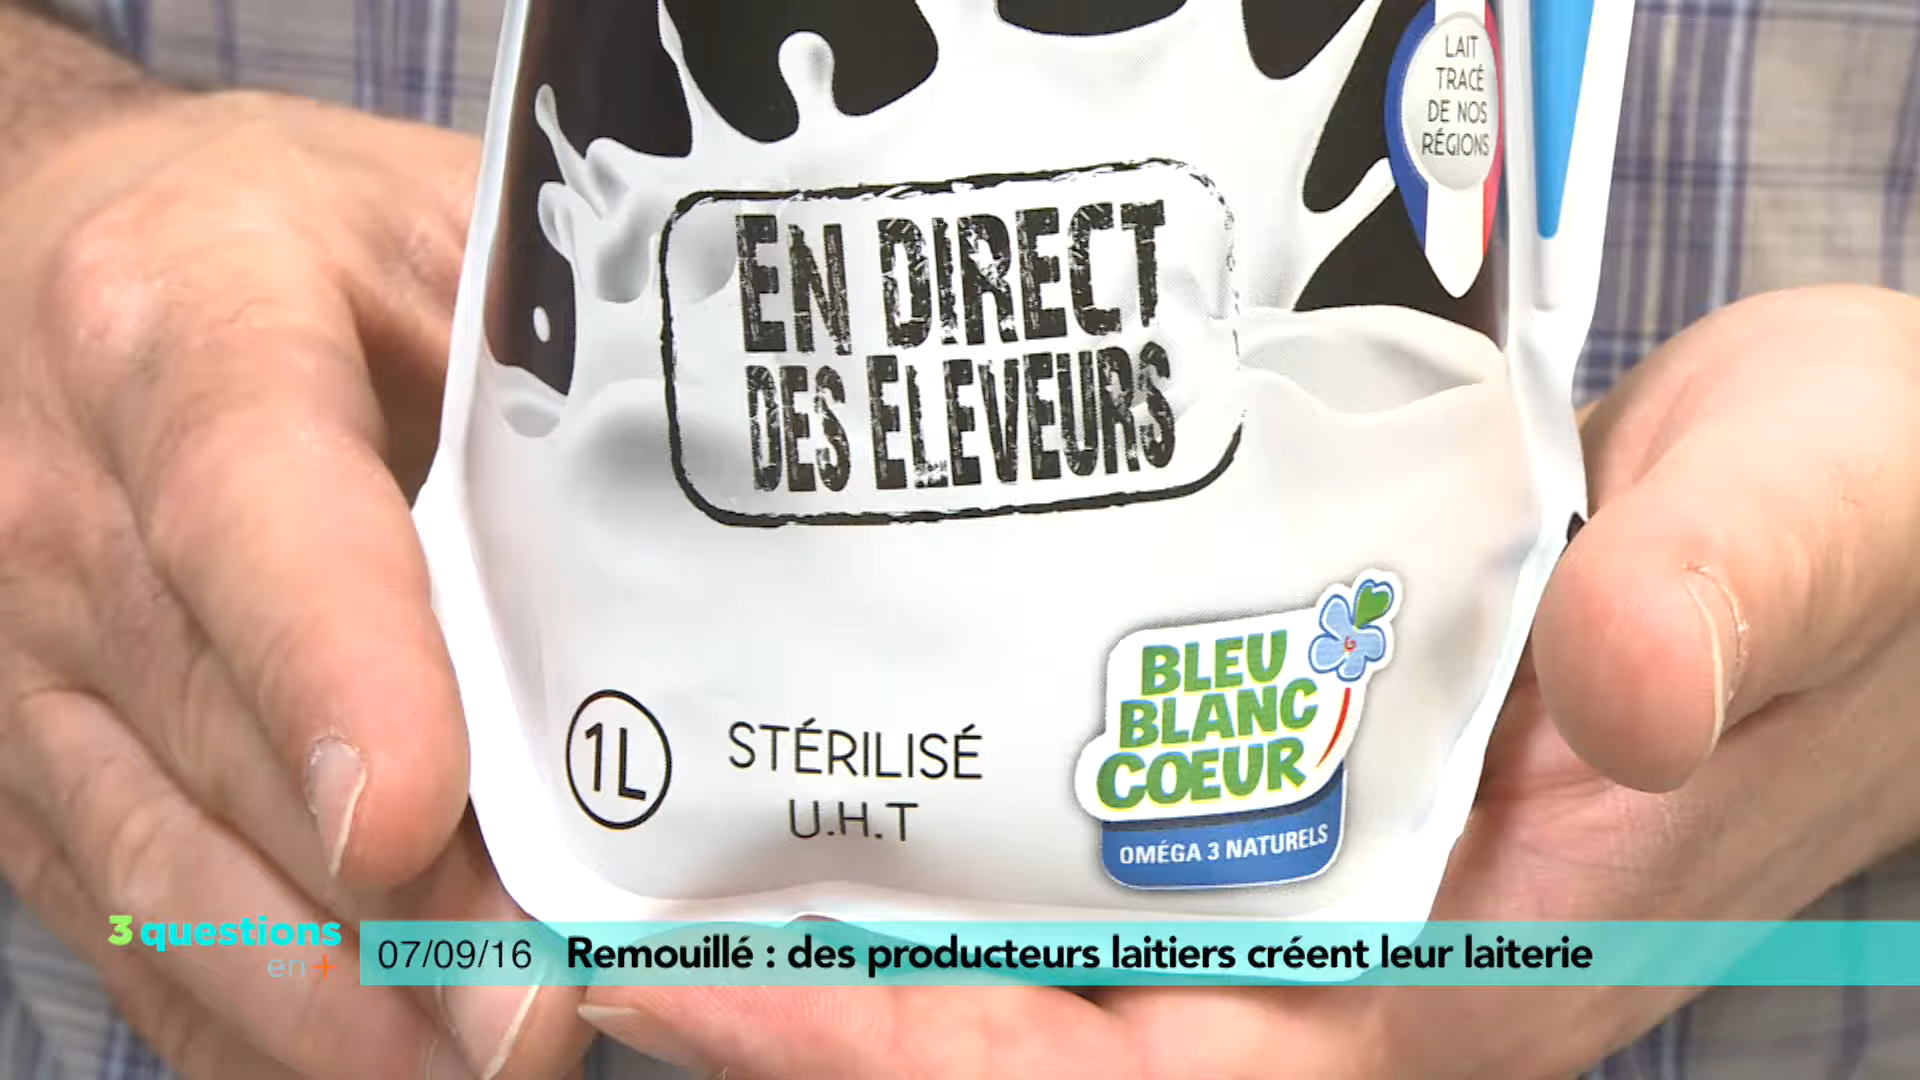 LAIT
TRACÉ
DE NOS
RÉGIONS
EN DIRECT
DES ELEVEURS
BLEU
BLANC
COEUR
OMÉGA 3 NATURELS
1L
STÉRILISÉ
U.H.T
3 questions
en +
07/09/16 Remouillé : des producteurs laitiers créent leur laiterie